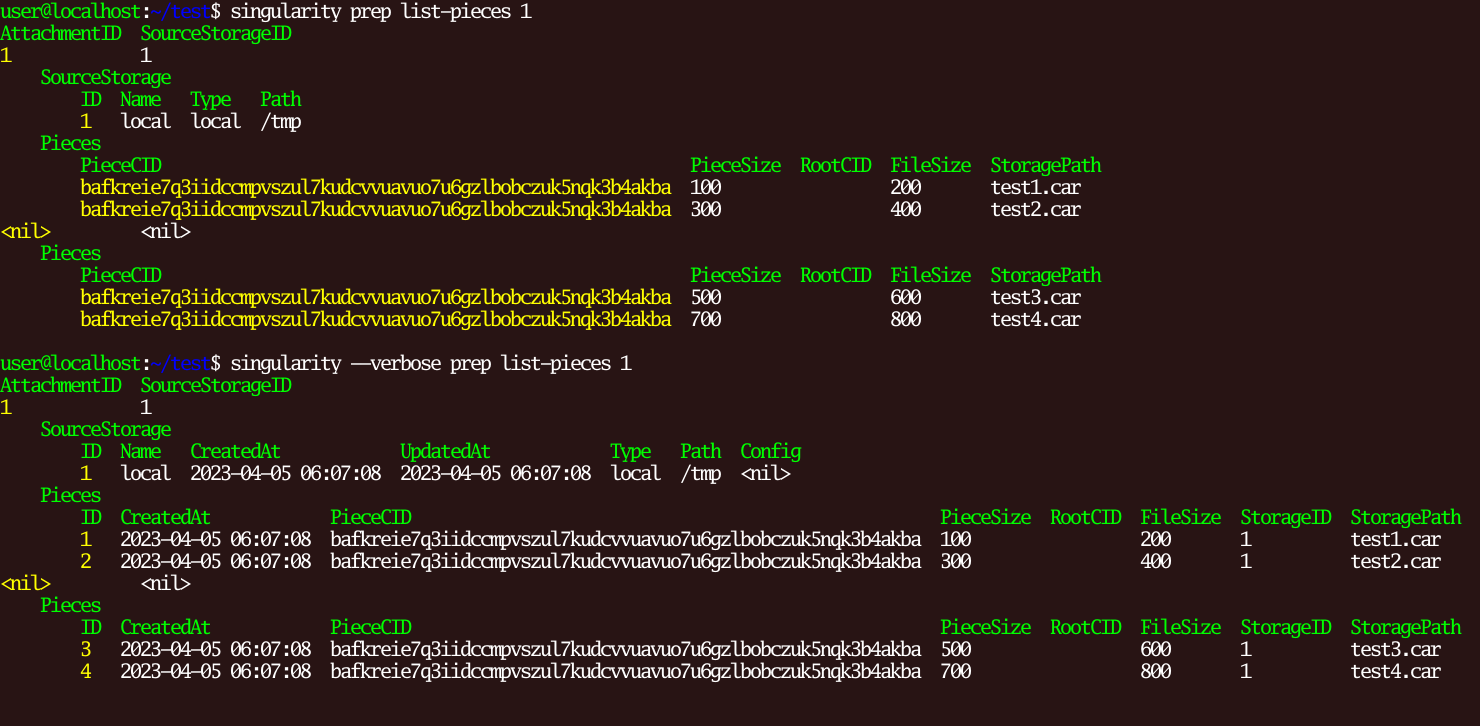 user@localhost:~/test$ singularity prep list-pieces 1
AttachmentID  SourceStorageID
1             1
    SourceStorage
        ID  Name   Type   Path
        1   local  local  /tmp
    Pieces
        PieceCID                                                     PieceSize  RootCID  FileSize  StoragePath
        bafkreie7q3iidccmpvszul7kudcvvuavuo7u6gzlbobczuk5nqk3b4akba  100                 200       test1.car
        bafkreie7q3iidccmpvszul7kudcvvuavuo7u6gzlbobczuk5nqk3b4akba  300                 400       test2.car
<nil>         <nil>
    Pieces
        PieceCID                                                     PieceSize  RootCID  FileSize  StoragePath
        bafkreie7q3iidccmpvszul7kudcvvuavuo7u6gzlbobczuk5nqk3b4akba  500                 600       test3.car
        bafkreie7q3iidccmpvszul7kudcvvuavuo7u6gzlbobczuk5nqk3b4akba  700                 800       test4.car
user@localhost:~/test$ singularity --verbose prep list-pieces 1
AttachmentID  SourceStorageID
1             1
    SourceStorage
        ID  Name   CreatedAt            UpdatedAt            Type   Path  Config
        1   local  2023-04-05 06:07:08  2023-04-05 06:07:08  local  /tmp  <nil>
    Pieces
        ID  CreatedAt            PieceCID                                                     PieceSize  RootCID  FileSize  StorageID  StoragePath
        1   2023-04-05 06:07:08  bafkreie7q3iidccmpvszul7kudcvvuavuo7u6gzlbobczuk5nqk3b4akba  100                 200       1          test1.car
        2   2023-04-05 06:07:08  bafkreie7q3iidccmpvszul7kudcvvuavuo7u6gzlbobczuk5nqk3b4akba  300                 400       1          test2.car
<nil>         <nil>
    Pieces
        ID  CreatedAt            PieceCID                                                     PieceSize  RootCID  FileSize  StorageID  StoragePath
        3   2023-04-05 06:07:08  bafkreie7q3iidccmpvszul7kudcvvuavuo7u6gzlbobczuk5nqk3b4akba  500                 600       1          test3.car
        4   2023-04-05 06:07:08  bafkreie7q3iidccmpvszul7kudcvvuavuo7u6gzlbobczuk5nqk3b4akba  700                 800       1          test4.car